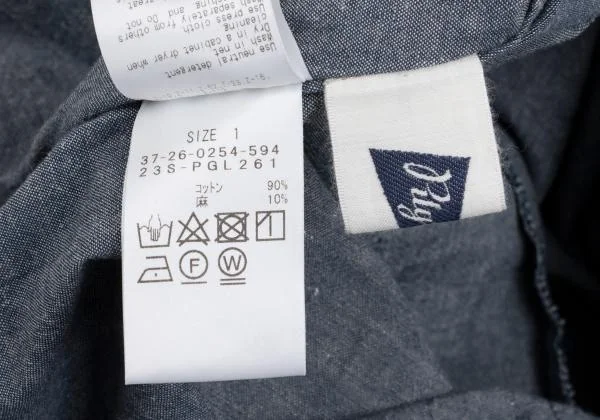 Use neutral detergent
Wash in net
Dry in a cabinet dryer when
cleaning
Use press cloth
Wash separately from others
and Do not
SIZE 1
37-26-0254-594
23S-PGL261
コットン 90%
麻 10%
F W